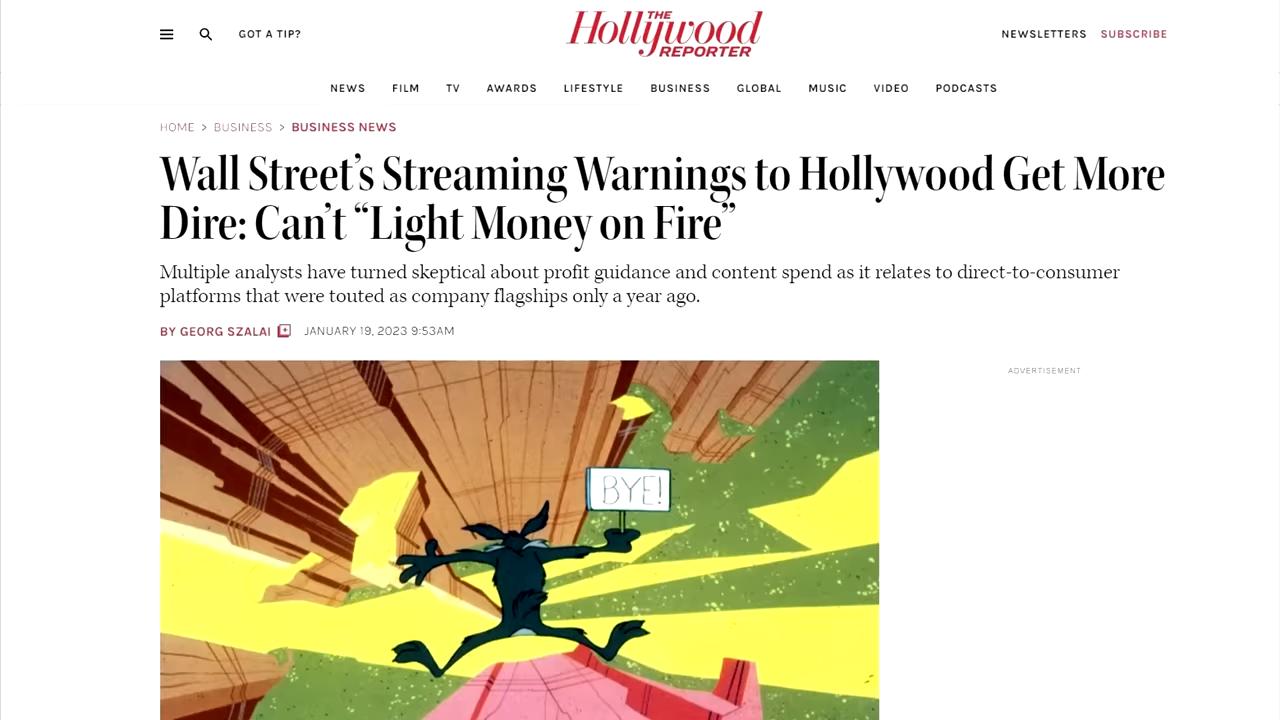 GOT A TIP?
THE
Hollywood
REPORTER
NEWSLETTERS SUBSCRIBE
NEWS FILM TV AWARDS LIFESTYLE BUSINESS GLOBAL MUSIC VIDEO PODCASTS
HOME > BUSINESS > BUSINESS NEWS
Wall Street’s Streaming Warnings to Hollywood Get More
Dire: Can’t “Light Money on Fire”
Multiple analysts have turned skeptical about profit guidance and content spend as it relates to direct-to-consumer
platforms that were touted as company flagships only a year ago.
BY GEORG SZALAI JANUARY 19, 2023 9:53AM
ADVERTISEMENT
BYE!